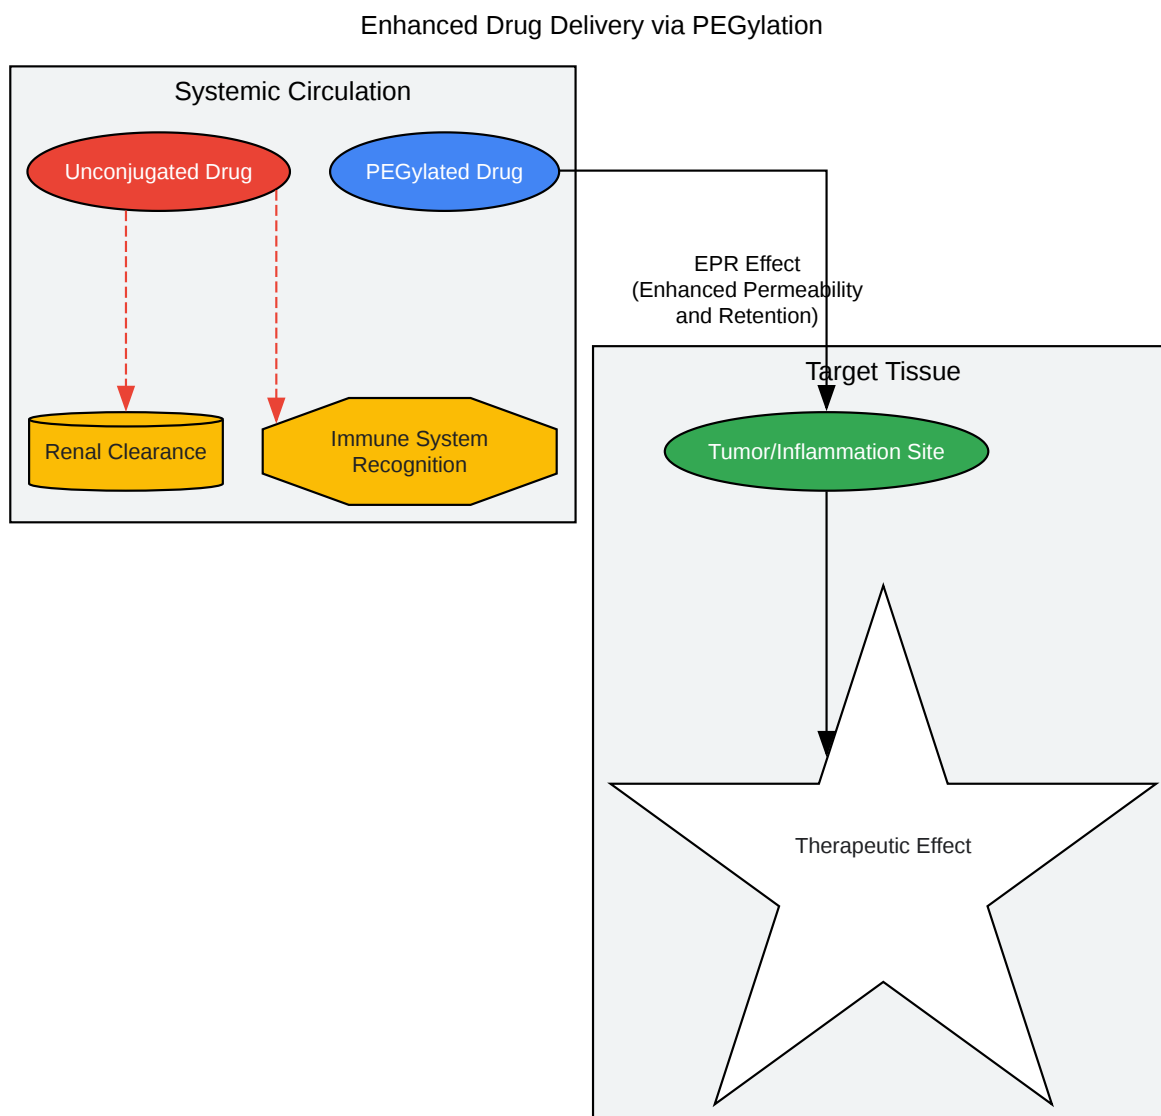 Enhanced Drug Delivery via PEGylation
Systemic Circulation
Unconjugated Drug
PEGylated Drug
EPR Effect
(Enhanced Permeability
and Retention)
Target Tissue
Renal Clearance
Immune System
Recognition
Tumor/Inflammation Site
Therapeutic Effect